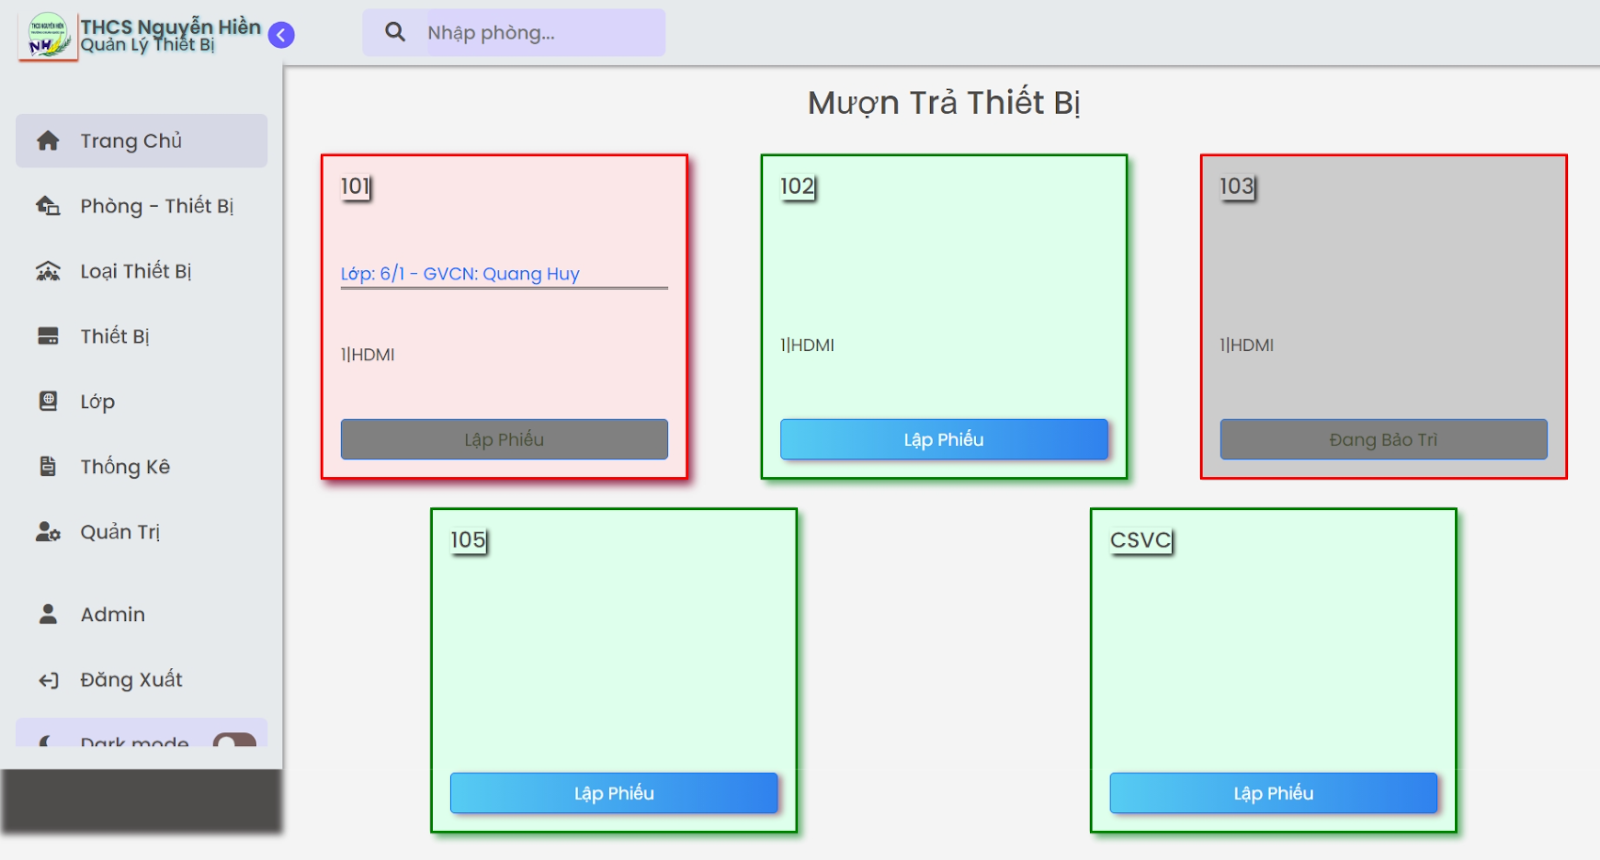 THCS Nguyễn Hiền
Quản Lý Thiết Bị
Nhập phòng...
Trang Chủ
Phòng - Thiết Bị
Loại Thiết Bị
Thiết Bị
Lớp
Thống Kê
Quản Trị
Admin
Đăng Xuất
Dark mode
Mượn Trả Thiết Bị
101
Lớp: 6/1 - GVCN: Quang Huy
1|HDMI
Lập Phiếu
102
1|HDMI
Lập Phiếu
103
1|HDMI
Đang Bảo Trì
105
Lập Phiếu
CSVC
Lập Phiếu